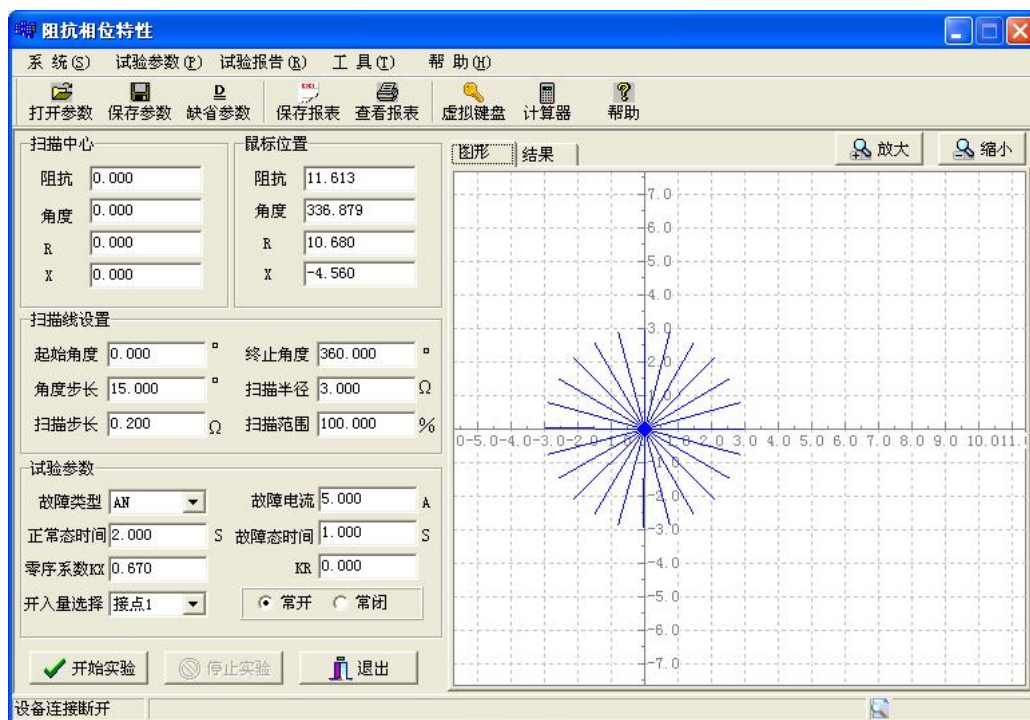 阻抗相位特性
系 统(S) 试验参数(P) 试验报告(R) 工 具(T) 帮 助(H)
打开参数 保存参数 缺省参数 保存报表 查看报表 虚拟键盘 计算器 帮助
扫描中心
阻抗 0.000
角度 0.000
R 0.000
X 0.000
鼠标位置
阻抗 11.613
角度 336.879
R 10.680
X -4.560
扫描线设置
起始角度 0.000 ° 终止角度 360.000 °
角度步长 15.000 ° 扫描半径 3.000 Ω
扫描步长 0.200 Ω 扫描范围 100.000 %
试验参数
故障类型 AN 故障电流 5.000 A
正常态时间 2.000 S 故障态时间 1.000 S
零序系数KX 0.670 KR 0.000
开入量选择 接点1 常开 常闭
开始实验 停止实验 退出
设备连接断开
图形 结果 放大 缩小
7.0
6.0
5.0
4.0
3.0
2.0
1.0
0-5.0-4.0-3.0-2.0-1.0 1.0 2.0 3.0 4.0 5.0 6.0 7.0 8.0 9.0 10.011.0
-1.0
-2.0
-3.0
-4.0
-5.0
-6.0
-7.0